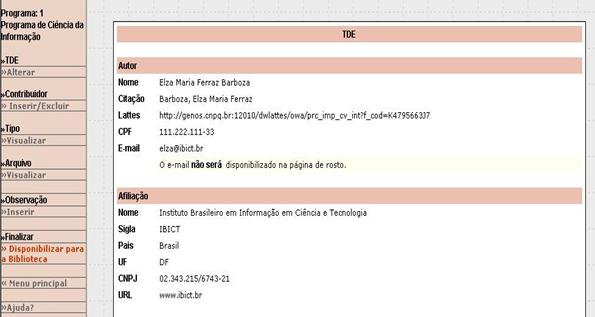 Programa: 1
Programa de Ciência da
Informação
»TDE
»Alterar
»Contribuidor
» Inserir/Excluir
»Tipo
»Visualizar
»Arquivo
»Visualizar
»Observação
»Inserir
»Finalizar
» Disponibilizar para
a Biblioteca
« Menu principal
»Ajuda?
TDE
Autor
Nome Elza Maria Ferraz Barboza
Citação Barboza, Elza Maria Ferraz
Lattes http://genos.cnpq.br:12010/dwlattes/owa/prc_imp_cv_int?f_cod=K4795663J7
CPF 111.222.111-33
E-mail elza@ibict.br
O e-mail não será disponibilizado na página de rosto.
Afiliação
Nome Instituto Brasileiro em Informação em Ciência e Tecnologia
Sigla IBICT
Pais Brasil
UF DF
CNPJ 02.343.215/6743-21
URL www.ibict.br